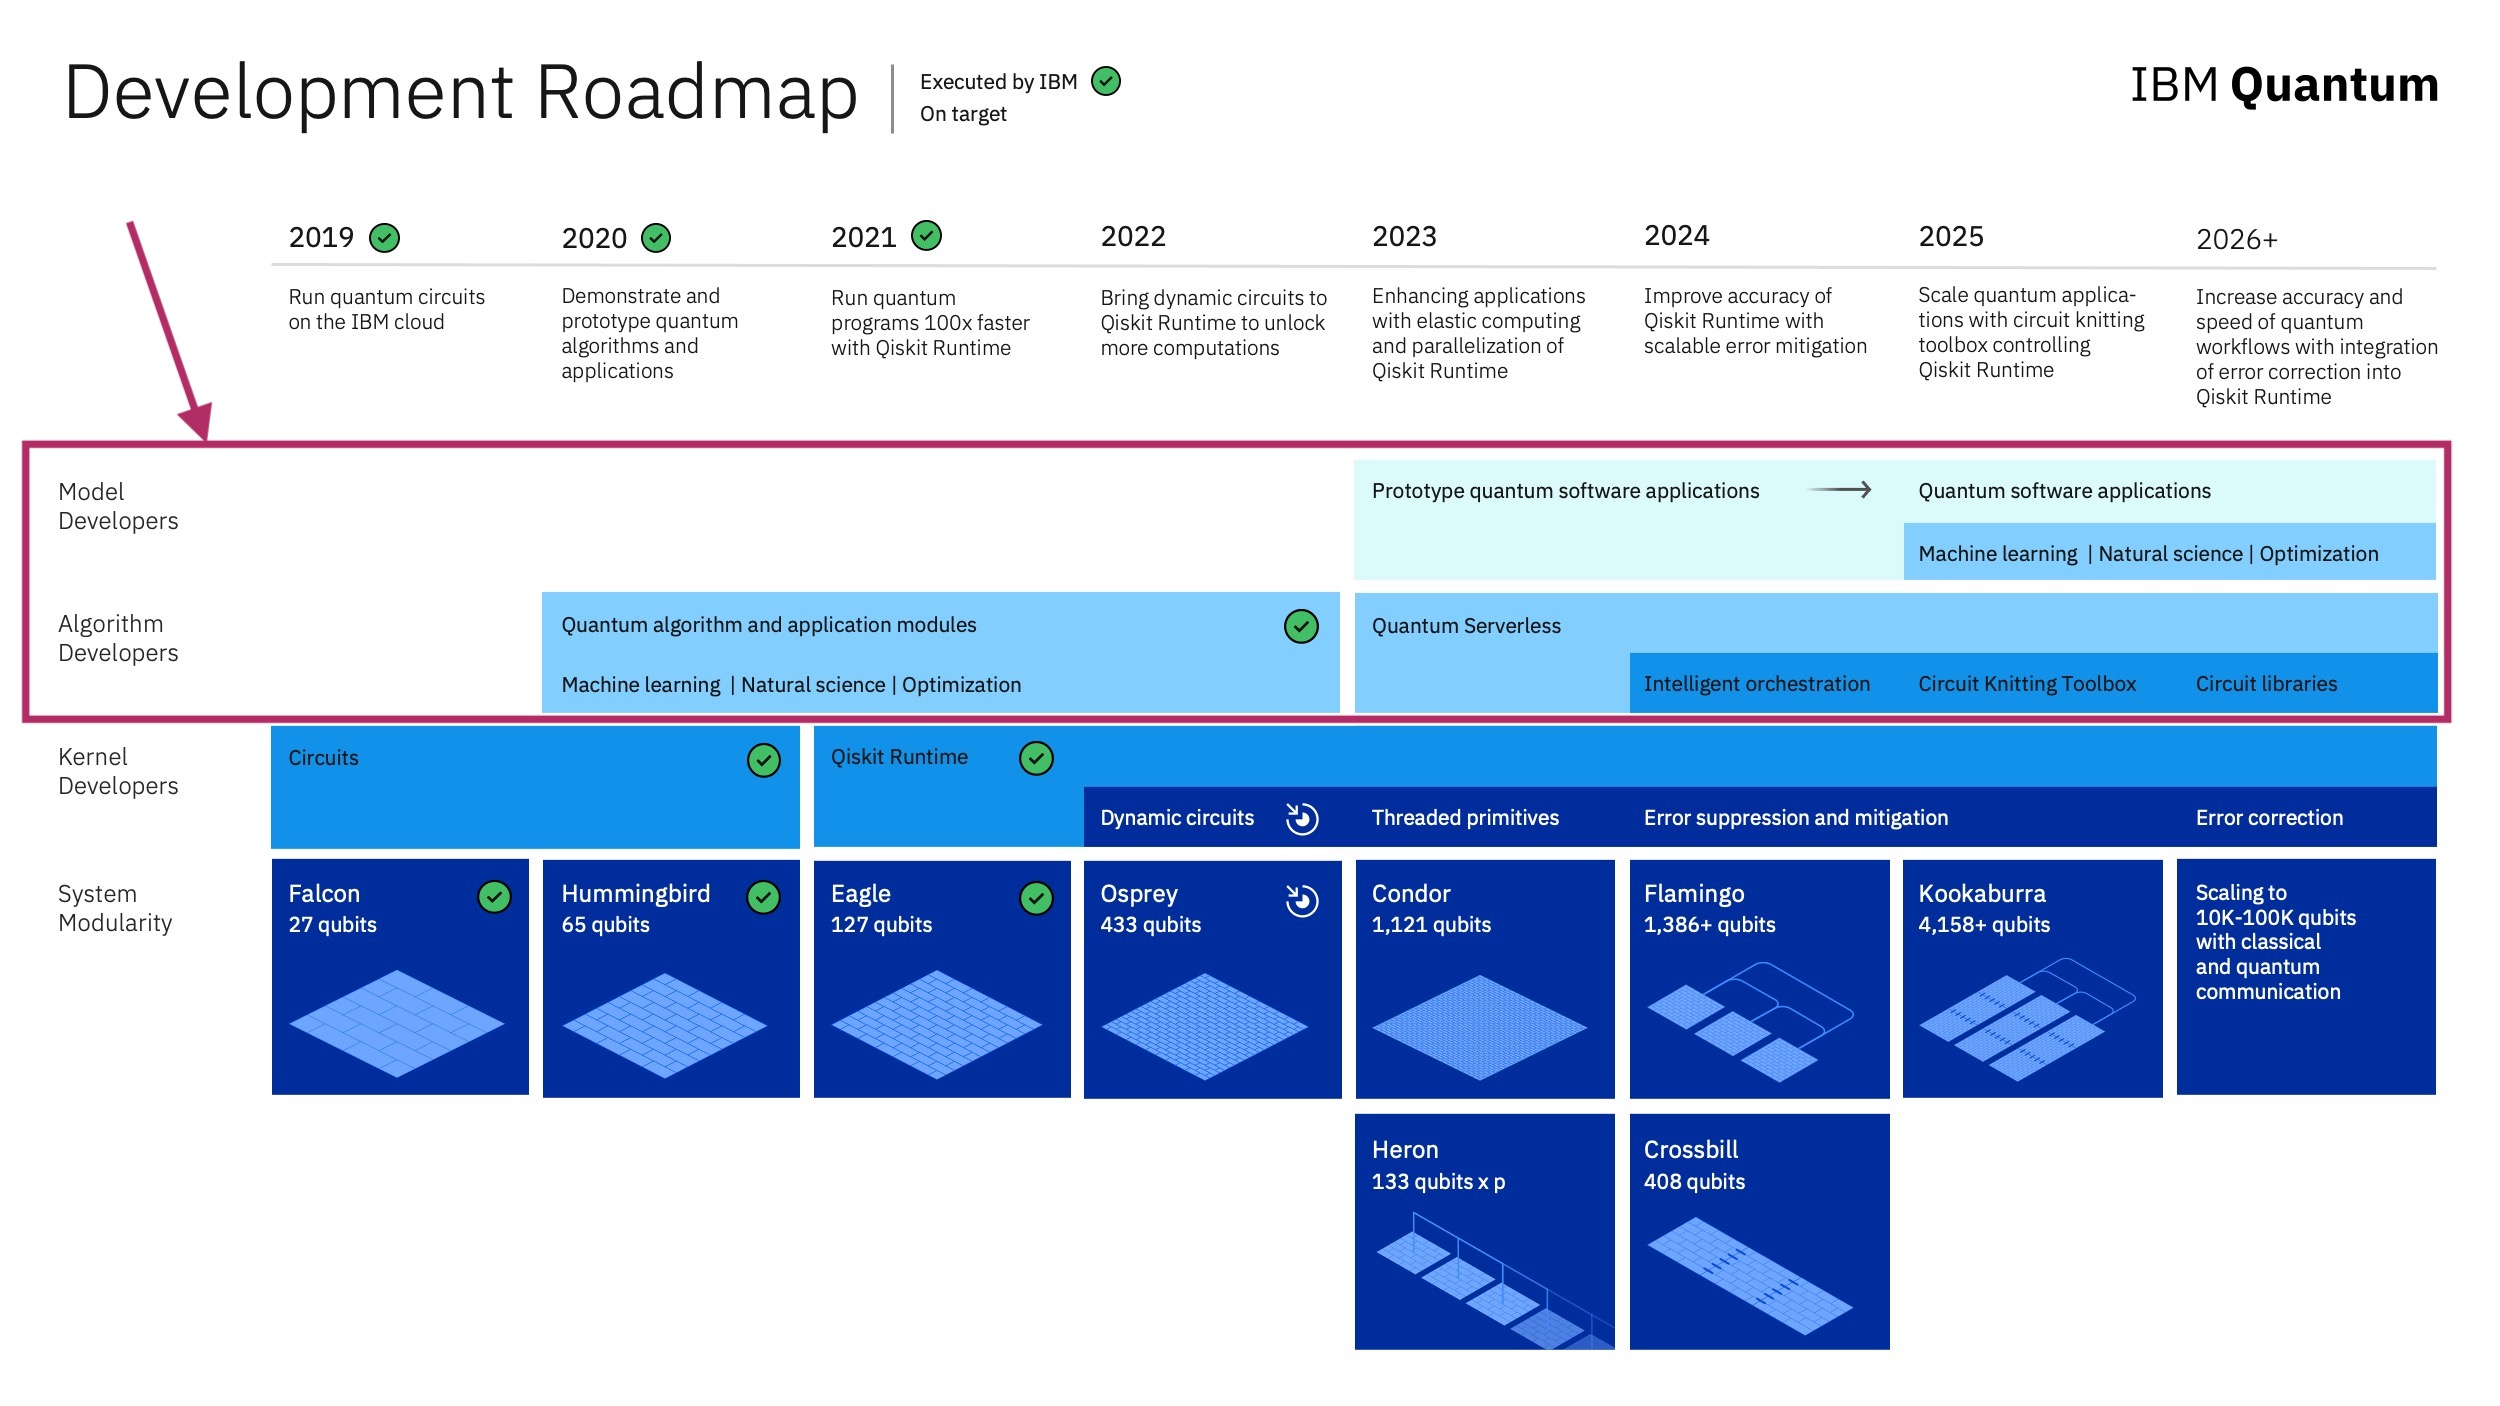 Development Roadmap
Executed by IBM
On target
IBM Quantum
2019
2020
2021
2022
2023
2024
2025
2026+
Run quantum circuits
on the IBM cloud
Demonstrate and
prototype quantum
algorithms and
applications
Run quantum
programs 100x faster
with Qiskit Runtime
Bring dynamic circuits to
Qiskit Runtime to unlock
more computations
Enhancing applications
with elastic computing
and parallelization of
Qiskit Runtime
Improve accuracy of
Qiskit Runtime with
scalable error mitigation
Scale quantum applica-
tions with circuit knitting
toolbox controlling
Qiskit Runtime
Increase accuracy and
speed of quantum
workflows with integration
of error correction into
Qiskit Runtime
Model
Developers
Prototype quantum software applications
Quantum software applications
Machine learning | Natural science | Optimization
Algorithm
Developers
Quantum algorithm and application modules
Machine learning | Natural science | Optimization
Quantum Serverless
Intelligent orchestration
Circuit Knitting Toolbox
Circuit libraries
Kernel
Developers
Circuits
Qiskit Runtime
Dynamic circuits
Threaded primitives
Error suppression and mitigation
Error correction
System
Modularity
Falcon
27 qubits
Hummingbird
65 qubits
Eagle
127 qubits
Osprey
433 qubits
Condor
1,121 qubits
Flamingo
1,386+ qubits
Kookaburra
4,158+ qubits
Scaling to
10K-100K qubits
with classical
and quantum
communication
Heron
133 qubits x p
Crossbill
408 qubits